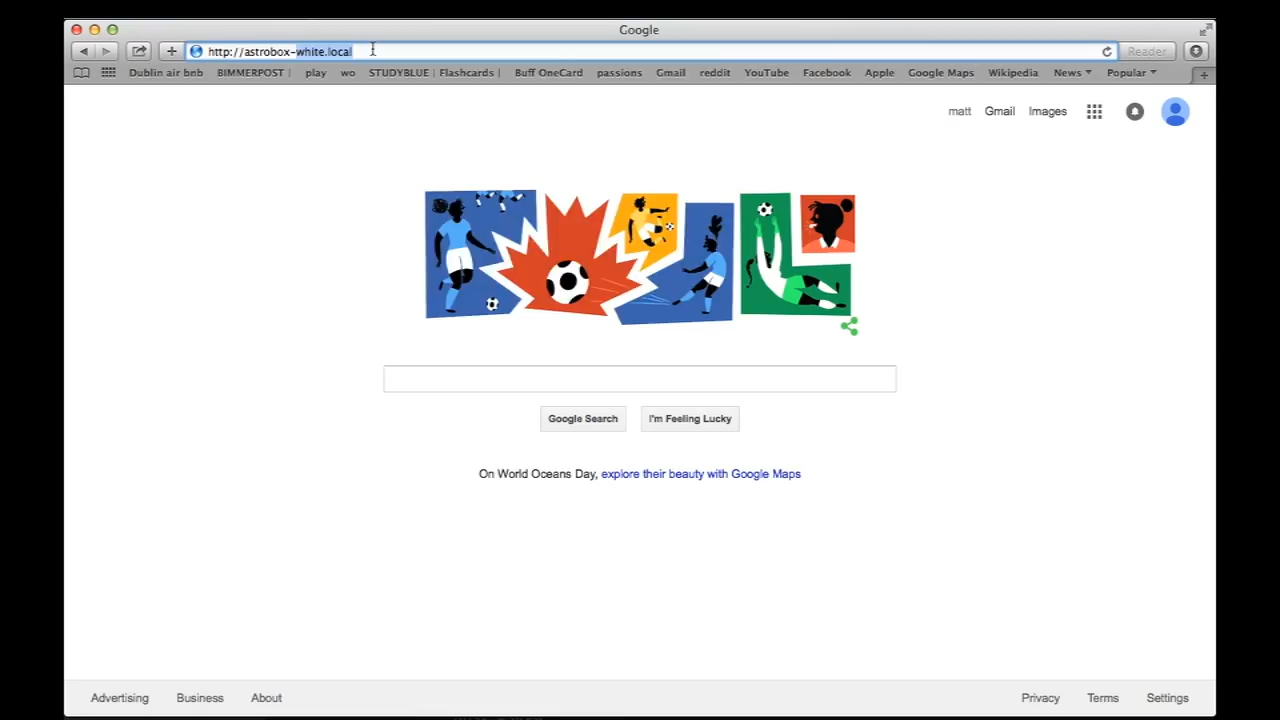 Google
http://astrobox-white.local
Reader
Dublin air bnb BIMMERPOST | play wo STUDYBLUE | Flashcards | Buff OneCard passions Gmail reddit YouTube Facebook Apple Google Maps Wikipedia News Popular
matt Gmail Images
Google Search I'm Feeling Lucky
On World Oceans Day, explore their beauty with Google Maps
Advertising Business About Privacy Terms Settings